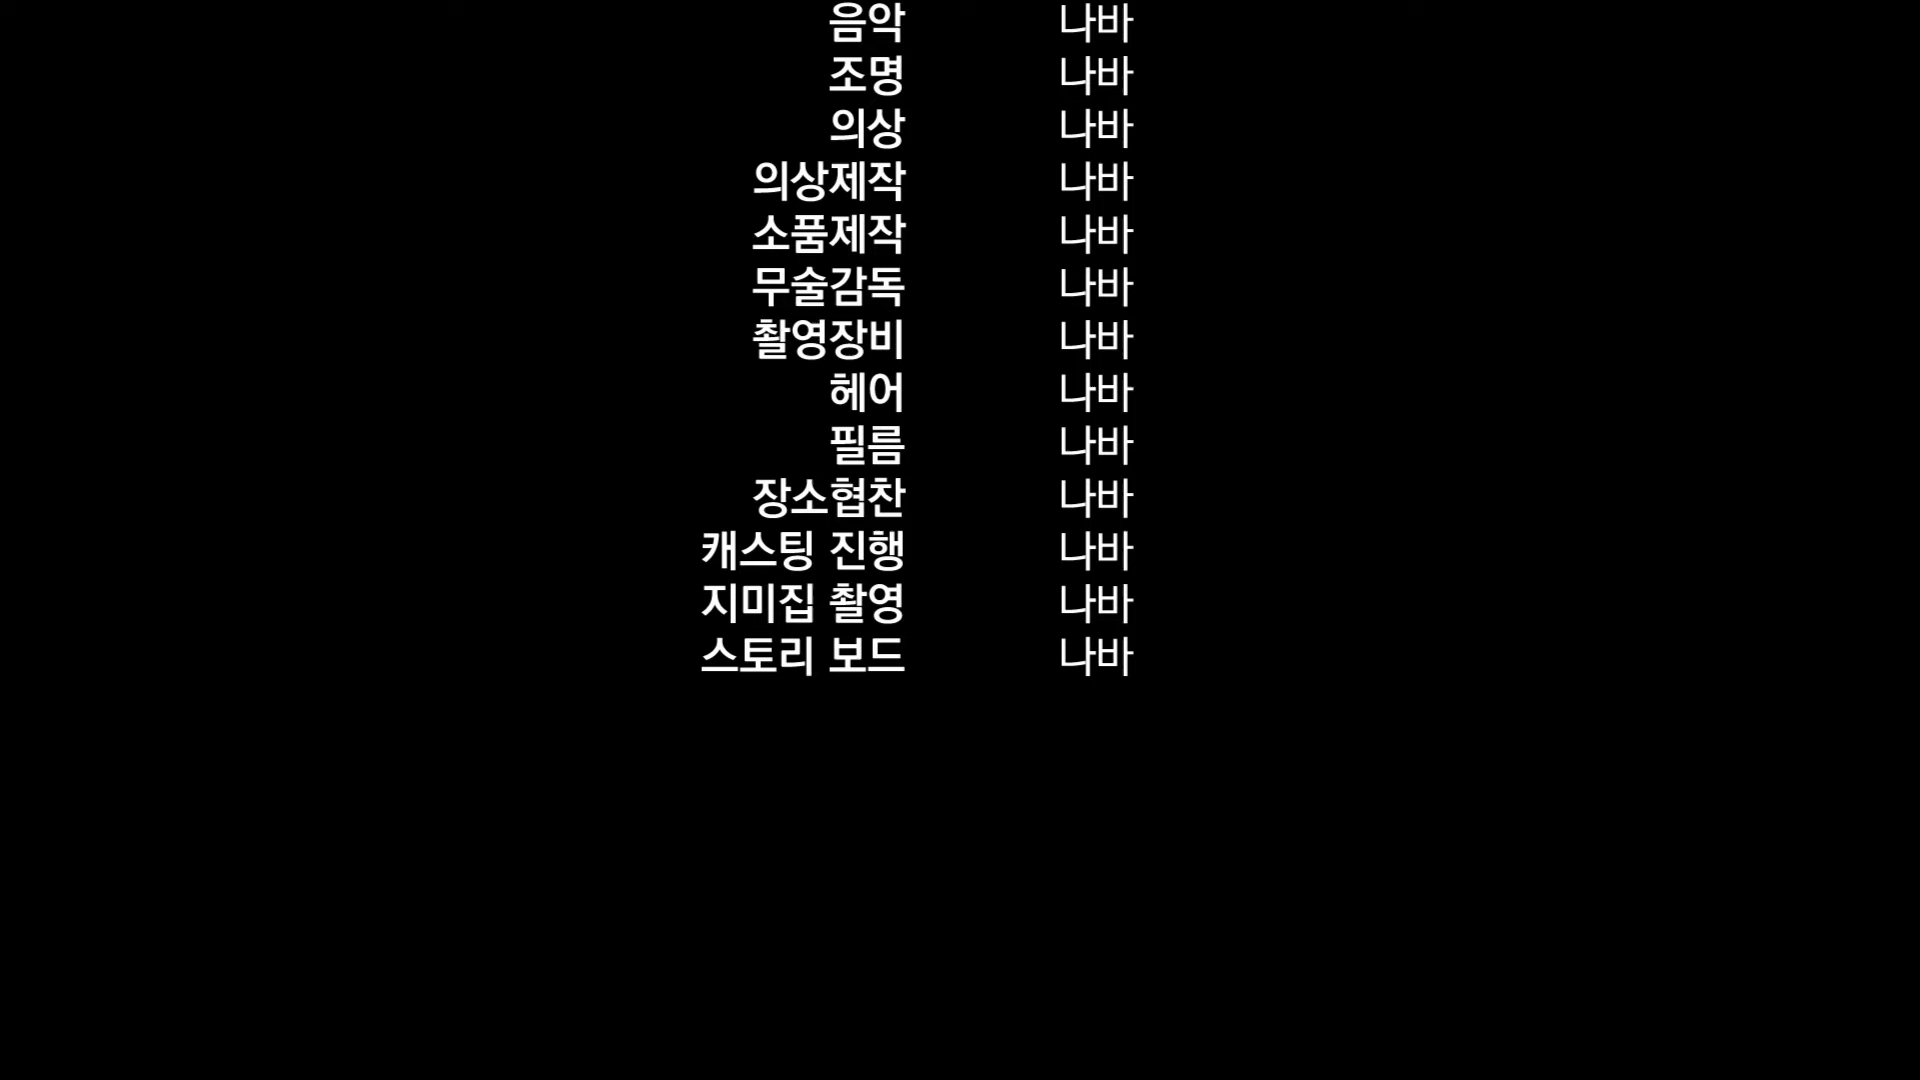 음악 나바
조명 나바
의상 나바
의상제작 나바
소품제작 나바
무술감독 나바
촬영장비 나바
헤어 나바
필름 나바
장소협찬 나바
캐스팅 진행 나바
지미집 촬영 나바
스토리 보드 나바